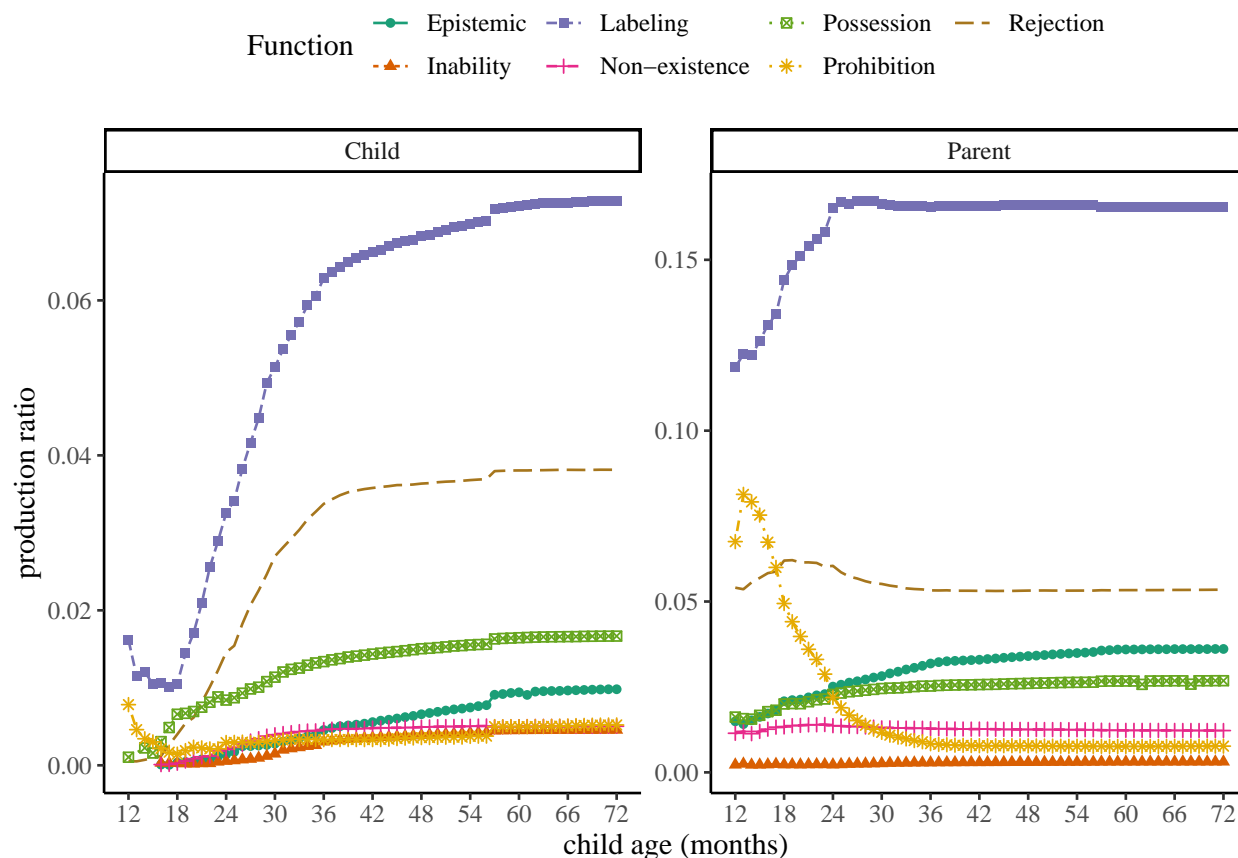 Function
Epistemic Labeling Possession Rejection
Inability Non−existence Prohibition
Child Parent
production ratio
0.06
0.04
0.02
0.00
0.15
0.10
0.05
0.00
12 18 24 30 36 42 48 54 60 66 72 12 18 24 30 36 42 48 54 60 66 72
child age (months)